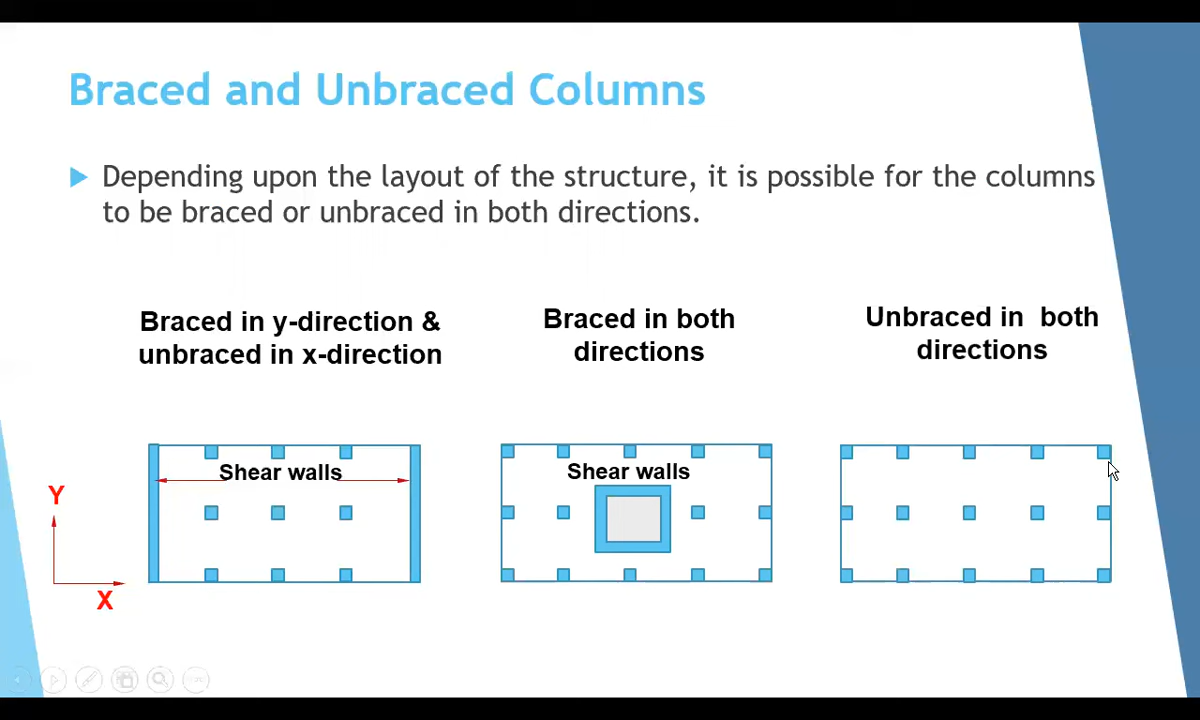 Braced and Unbraced Columns
Depending upon the layout of the structure, it is possible for the columns
to be braced or unbraced in both directions.
Braced in y-direction &
unbraced in x-direction
Braced in both
directions
Unbraced in both
directions
Shear walls
Shear walls
Y
X